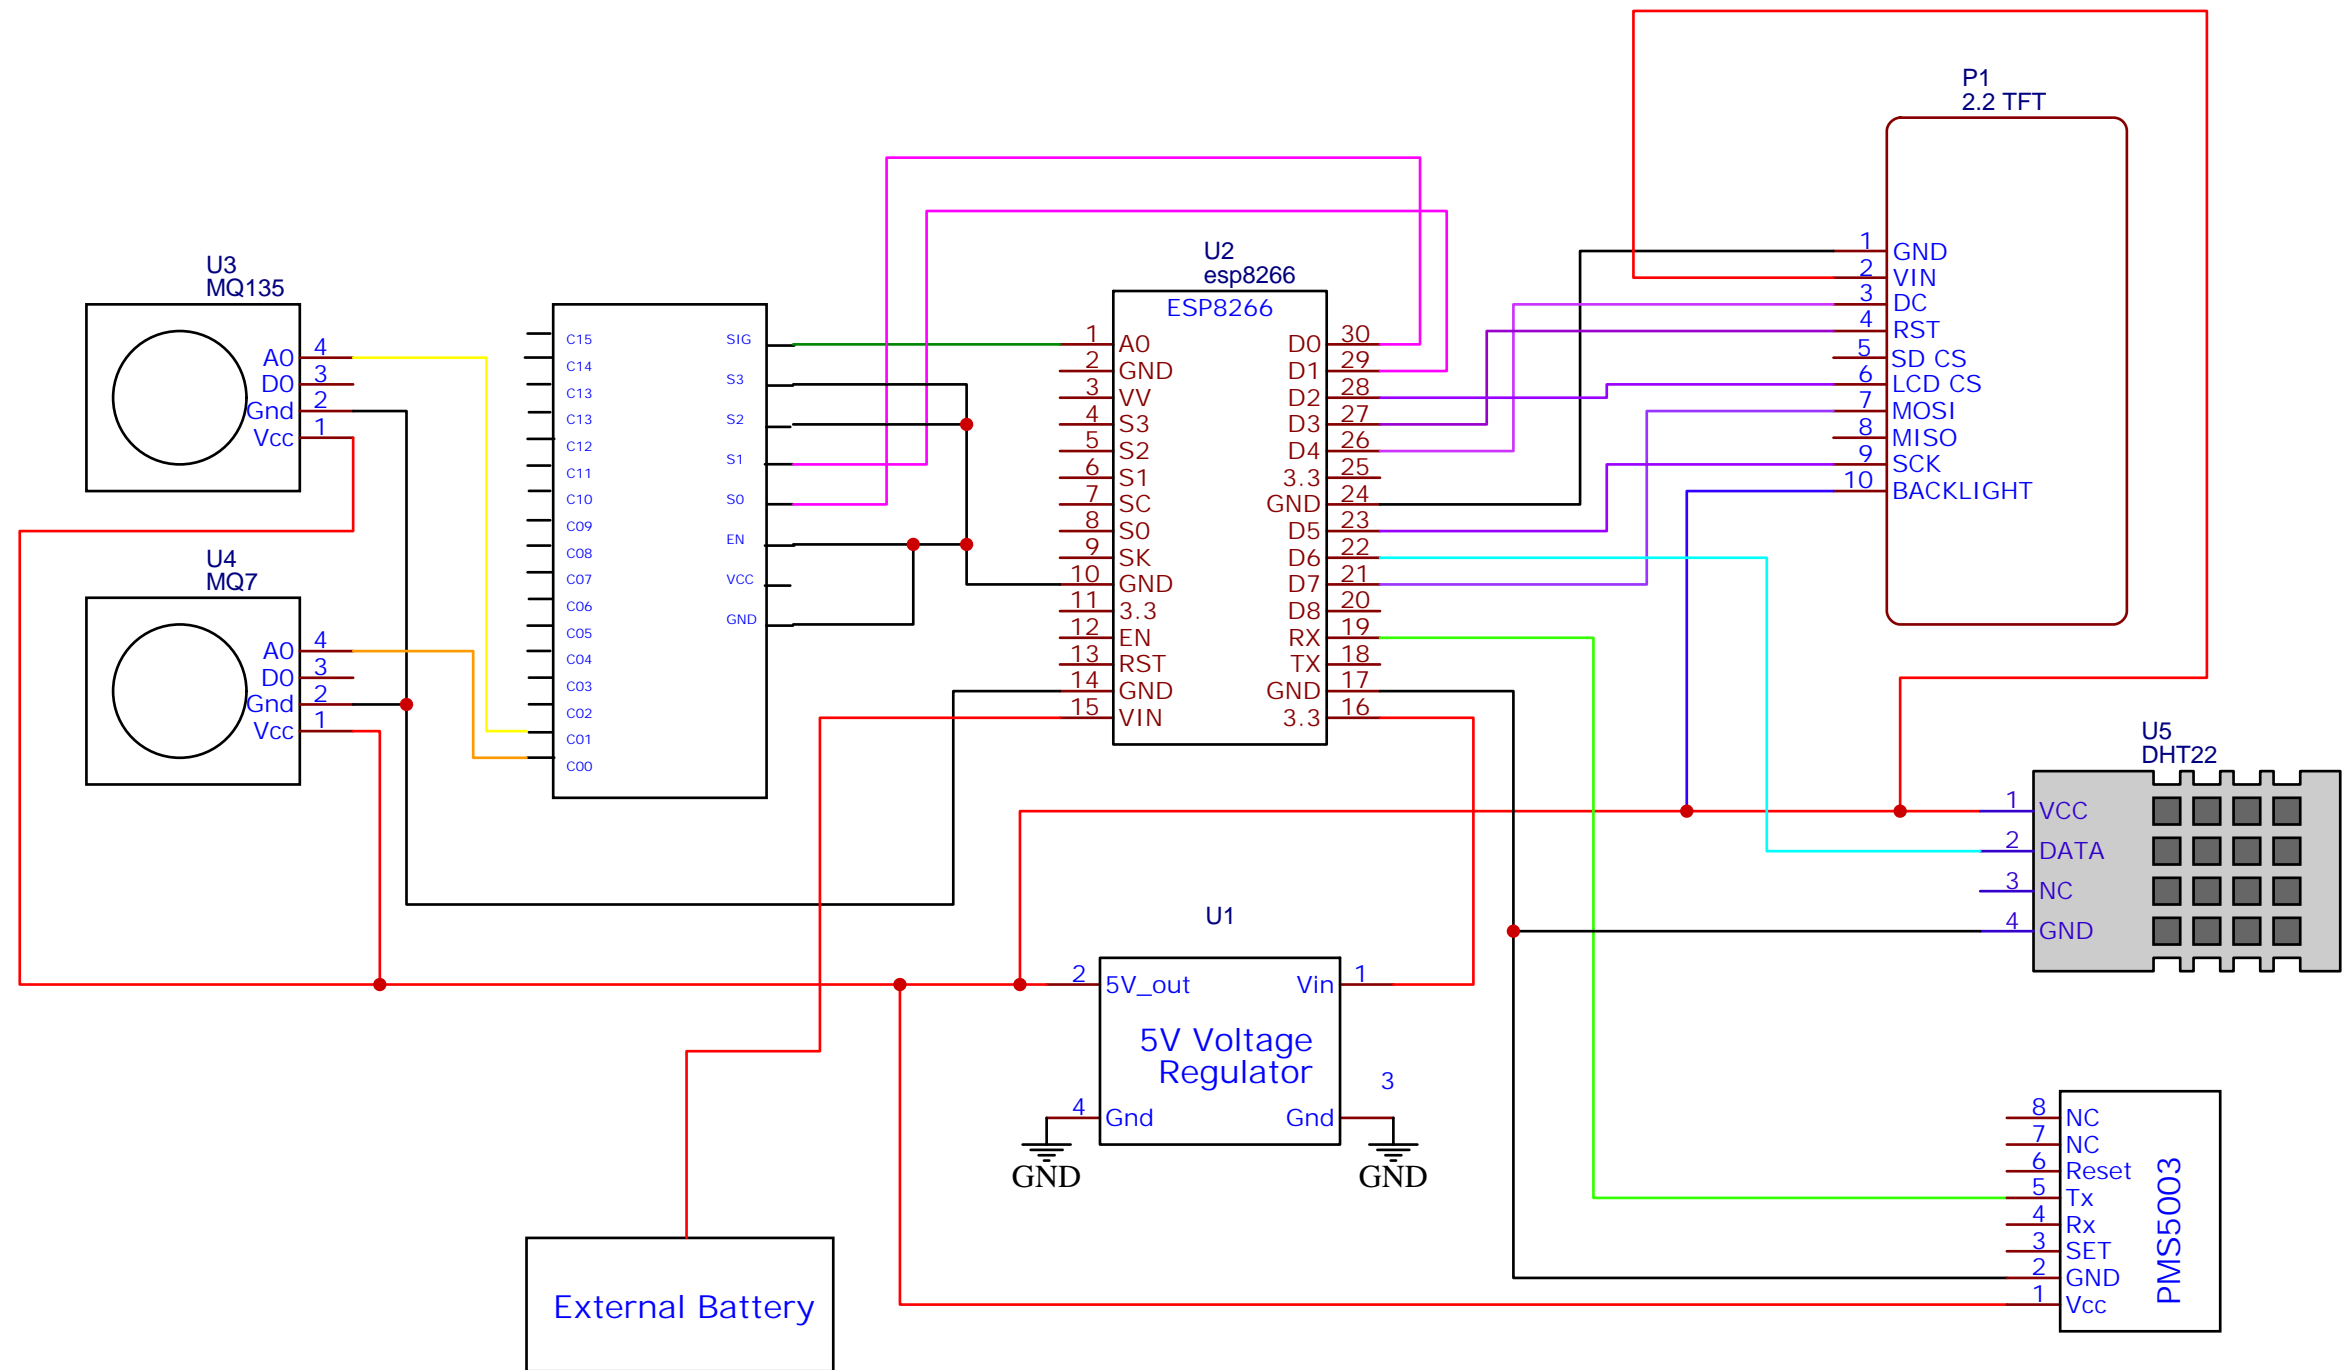 P1
2.2 TFT
1 GND
2 VIN
3 DC
4 RST
5 SD CS
6 LCD CS
7 MOSI
8 MISO
9 SCK
10 BACKLIGHT
U3
MQ135
A0 4
D0 3
Gnd 2
Vcc 1
U4
MQ7
A0 4
D0 3
Gnd 2
Vcc 1
C15
C14
C13
C13
C12
C11
C10
C09
C08
C07
C06
C05
C04
C03
C02
C01
C00
SIG
S3
S2
S1
S0
EN
VCC
GND
U2
esp8266
ESP8266
1 A0
2 GND
3 VV
4 S3
5 S2
6 S1
7 SC
8 S0
9 SK
10 GND
11 3.3
12 EN
13 RST
14 GND
15 VIN
D0 30
D1 29
D2 28
D3 27
D4 26
3.3 25
GND 24
D5 23
D6 22
D7 21
D8 20
RX 19
TX 18
GND 17
3.3 16
U5
DHT22
1 VCC
2 DATA
3 NC
4 GND
U1
2 5V_out
Vin 1
5V Voltage
Regulator
3
4 Gnd
Gnd
GND
GND
External Battery
8 NC
7 NC
6 Reset
5 Tx
4 Rx
3 SET
2 GND
1 Vcc
PMS5003